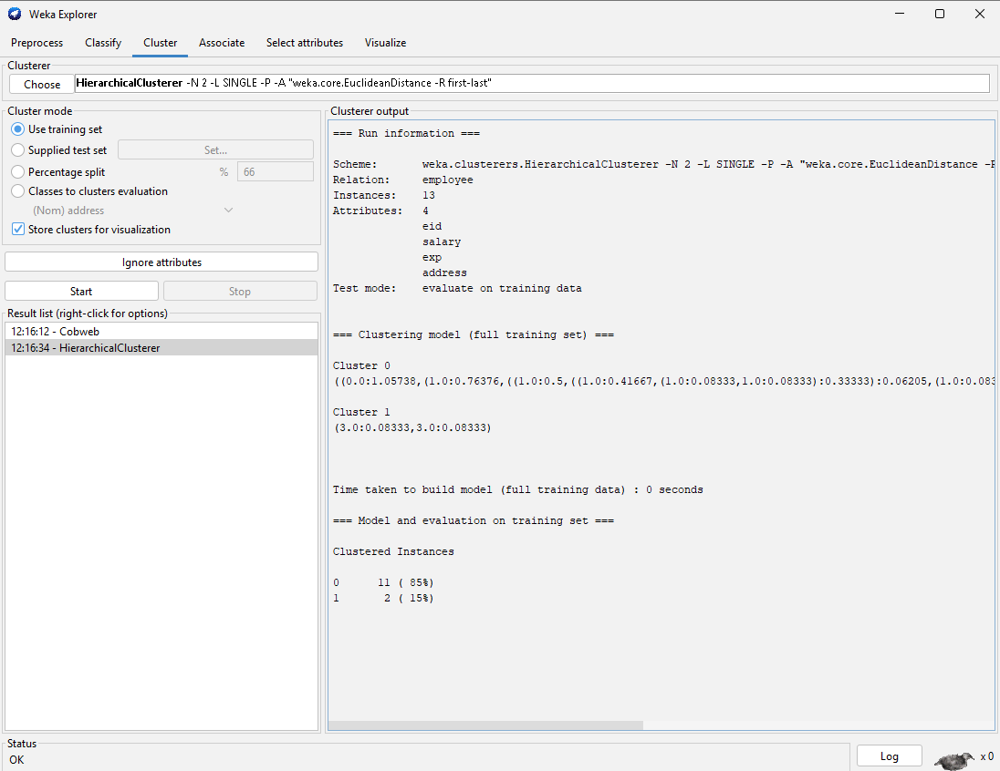 Weka Explorer
Preprocess Classify Cluster Associate Select attributes Visualize
Clusterer
Choose HierarchicalClusterer -N 2 -L SINGLE -P -A "weka.core.EuclideanDistance -R first-last"
Cluster mode
Use training set
Supplied test set Set...
Percentage split % 66
Classes to clusters evaluation
(Nom) address
Store clusters for visualization
Ignore attributes
Start Stop
Result list (right-click for options)
12:16:12 - Cobweb
12:16:34 - HierarchicalClusterer
Clusterer output
=== Run information ===
Scheme: weka.clusterers.HierarchicalClusterer -N 2 -L SINGLE -P -A "weka.core.EuclideanDistance -R
Relation: employee
Instances: 13
Attributes: 4
eid
salary
exp
address
Test mode: evaluate on training data
=== Clustering model (full training set) ===
Cluster 0
((0.0:1.05738,(1.0:0.76376,((1.0:0.5,((1.0:0.41667,(1.0:0.08333,1.0:0.08333):0.33333):0.06205,(1.0:0.083
Cluster 1
(3.0:0.08333,3.0:0.08333)
Time taken to build model (full training data) : 0 seconds
=== Model and evaluation on training set ===
Clustered Instances
0 11 ( 85%)
1 2 ( 15%)
Status
OK
Log x 0